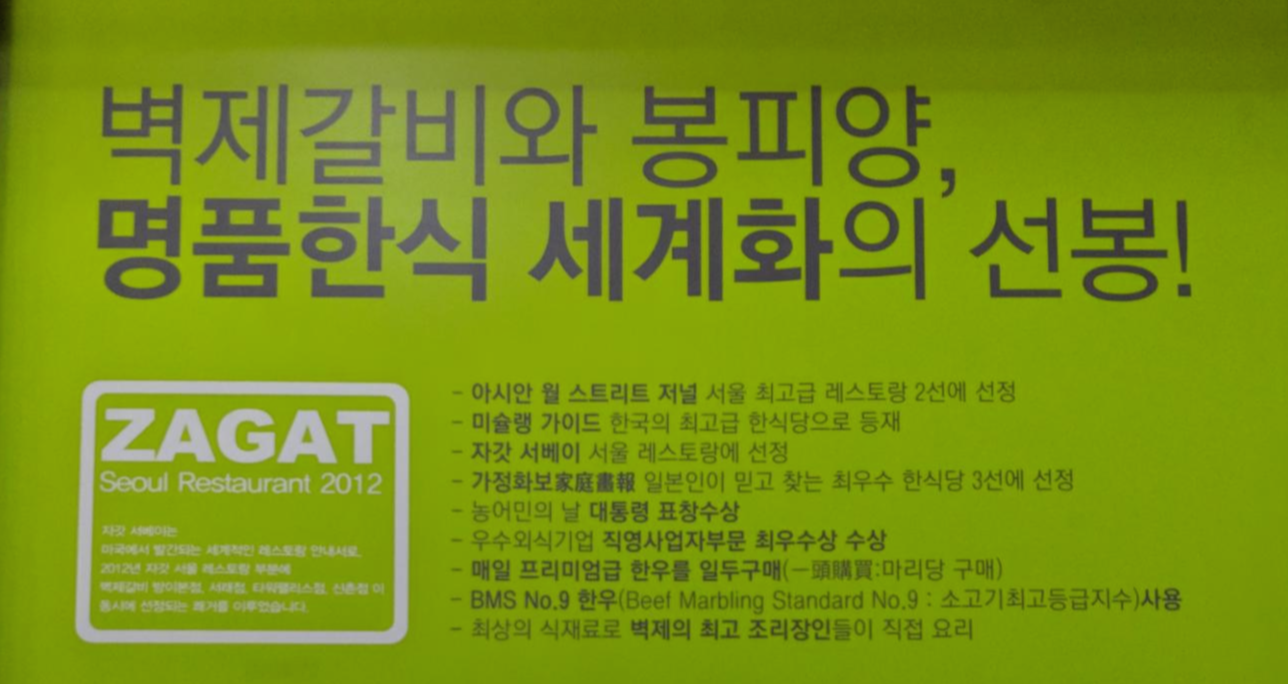 벽제갈비와 봉피양,
명품한식 세계화의 선봉!
ZAGAT
Seoul Restaurant 2012
자갓 서베이는
미국에서 발간되는 세계적인 레스토랑 안내서로,
2012년 자갓 서울 레스토랑 부분에
벽제갈비 방이본점, 서래점, 타워팰리스점, 신촌점 이
동시에 선정되는 쾌거를 이루었습니다.
- 아시안 월 스트리트 저널 서울 최고급 레스토랑 2선에 선정
- 미슐랭 가이드 한국의 최고급 한식당으로 등재
- 자갓 서베이 서울 레스토랑에 선정
- 가정화보家庭畵報 일본인이 믿고 찾는 최우수 한식당 3선에 선정
- 농어민의 날 대통령 표창수상
- 우수외식기업 직영사업자부문 최우수상 수상
- 매일 프리미엄급 한우를 일두구매(一頭購買:마리당 구매)
- BMS No.9 한우(Beef Marbling Standard No.9 : 소고기최고등급지수)사용
- 최상의 식재료로 벽제의 최고 조리장인들이 직접 요리